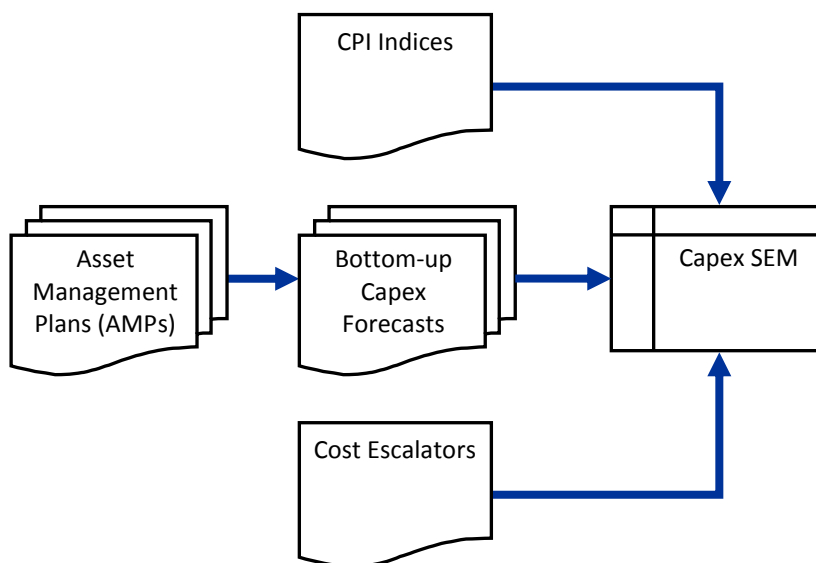 CPI Indices
Asset
Management
Plans (AMPs)
Bottom-up
Capex
Forecasts
Capex SEM
Cost Escalators